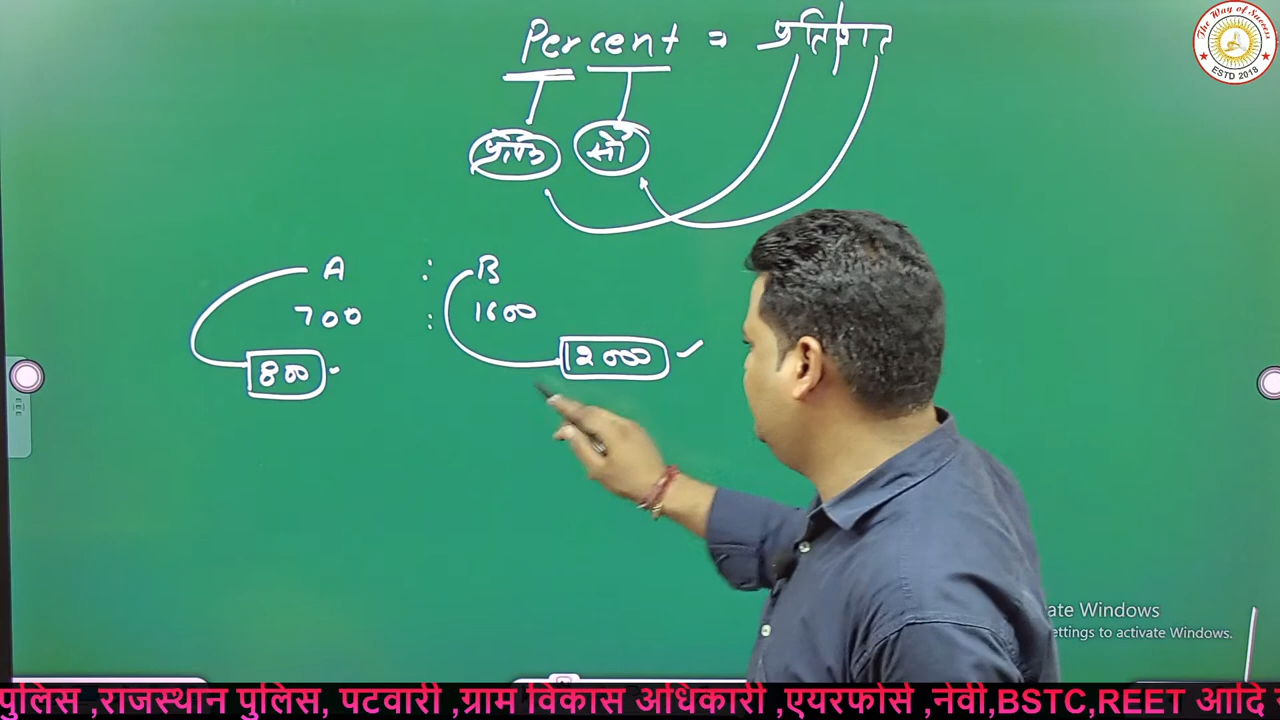 The Way of Success
ESTD 2018
Percent = प्रतिशत
प्रत्येक सौ
A : B
700 : 1600
800 2000
ate Windows
ettings to activate Windows.
पुलिस ,राजस्थान पुलिस, पटवारी ,ग्राम विकास अधिकारी ,एयरफोर्स ,नेवी,BSTC,REET आदि